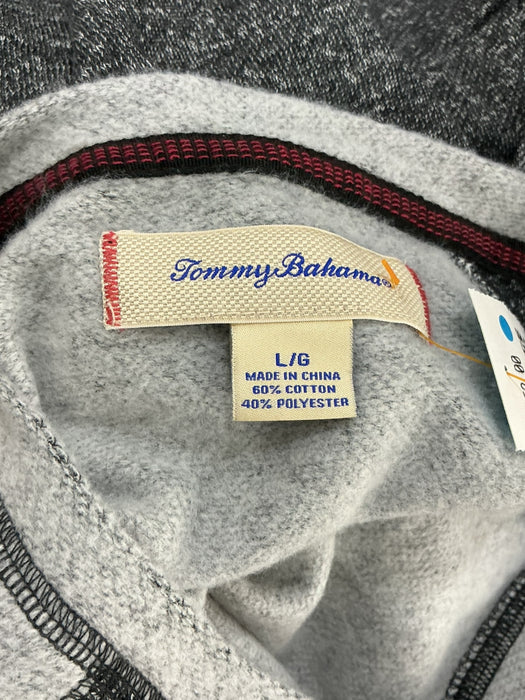 Tommy Bahama®
L/G
MADE IN CHINA
60% COTTON
40% POLYESTER